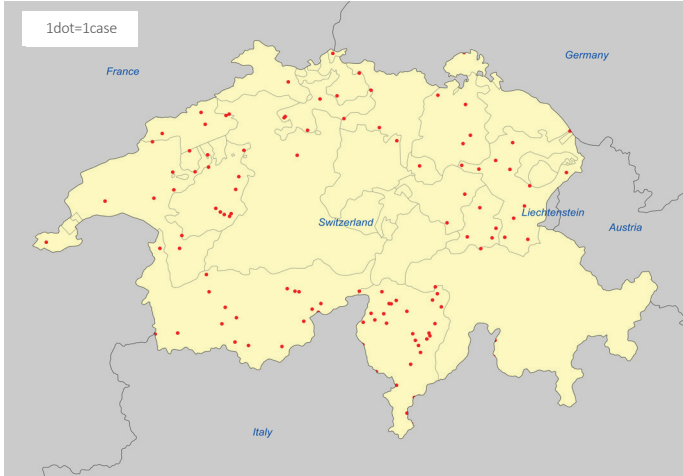 1dot=1case
Germany
France
Switzerland
Liechtenstein
Austria
Italy